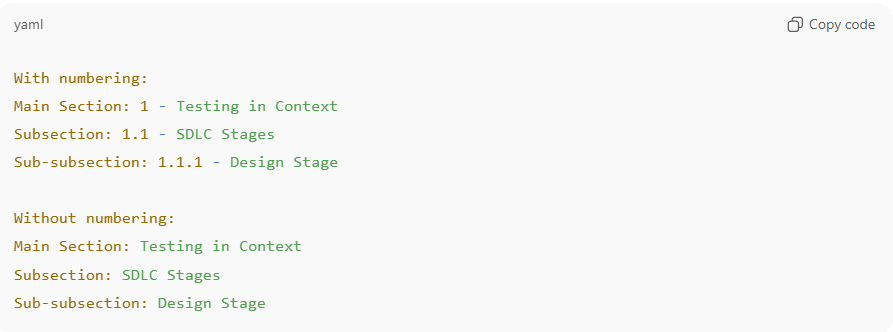 yaml
Copy code
With numbering:
Main Section: 1 - Testing in Context
Subsection: 1.1 - SDLC Stages
Sub-subsection: 1.1.1 - Design Stage
Without numbering:
Main Section: Testing in Context
Subsection: SDLC Stages
Sub-subsection: Design Stage